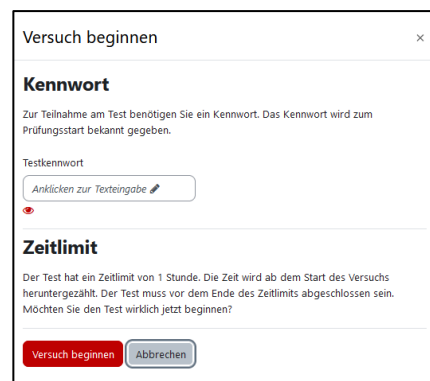 Versuch beginnen ×
Kennwort
Zur Teilnahme am Test benötigen Sie ein Kennwort. Das Kennwort wird zum
Prüfungsstart bekannt gegeben.
Testkennwort
Anklicken zur Texteingabe
Zeitlimit
Der Test hat ein Zeitlimit von 1 Stunde. Die Zeit wird ab dem Start des Versuchs
heruntergezählt. Der Test muss vor dem Ende des Zeitlimits abgeschlossen sein.
Möchten Sie den Test wirklich jetzt beginnen?
Versuch beginnen Abbrechen